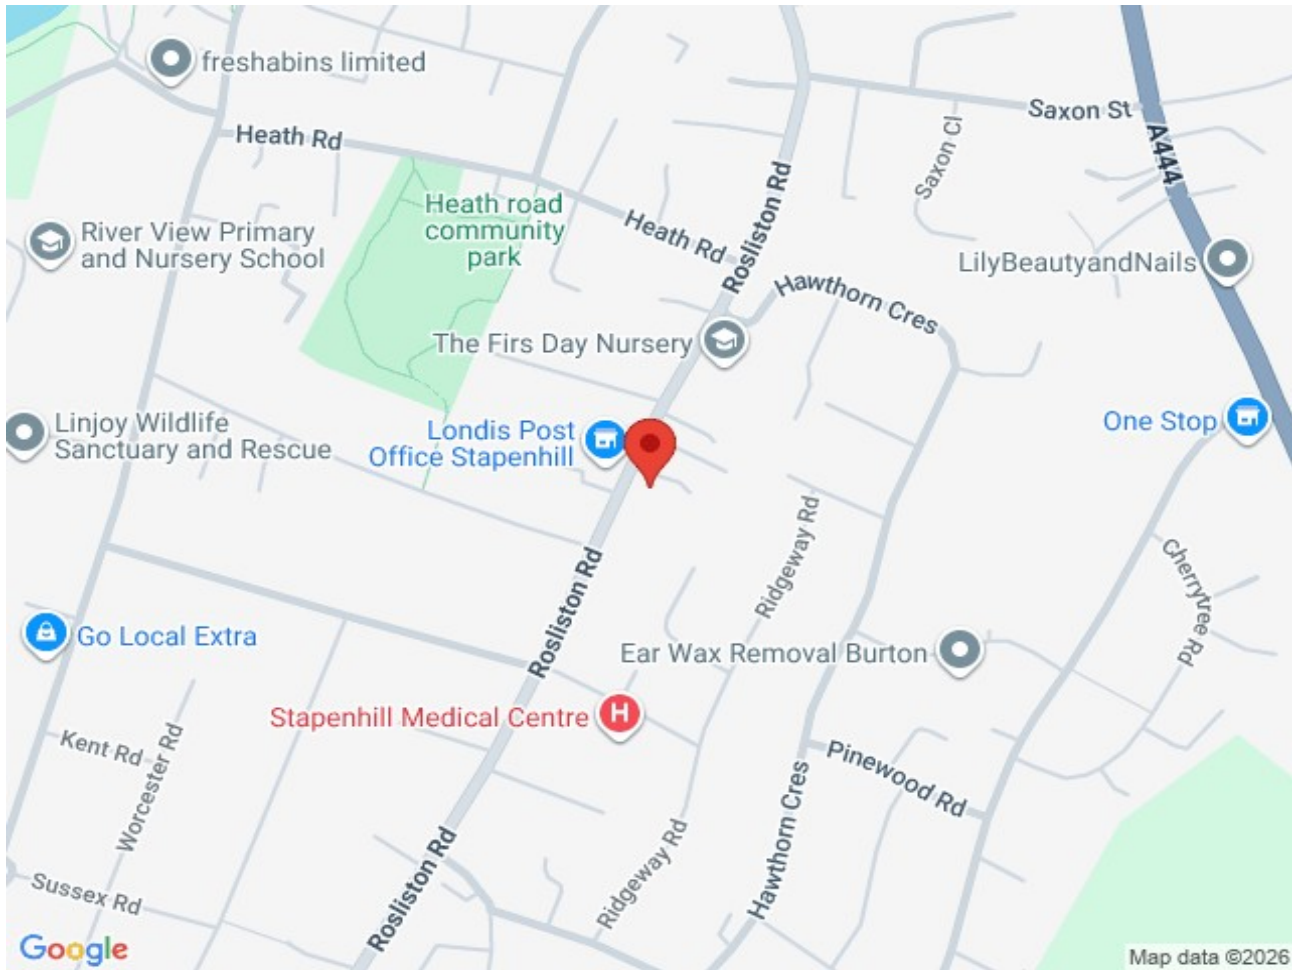 freshabins limited
Heath Rd
Saxon St
A444
Saxon Cl
River View Primary
and Nursery School
Heath road
community
park
Heath Rd
Rosliston Rd
LilyBeautyandNails
Hawthorn Cres
The Firs Day Nursery
Linjoy Wildlife
Sanctuary and Rescue
Londis Post
Office Stapenhill
One Stop
Ridgeway Rd
Cherrytree Rd
Rosliston Rd
Go Local Extra
Ear Wax Removal Burton
Stapenhill Medical Centre
H
Kent Rd
Worcester Rd
Pinewood Rd
Hawthorn Cres
Ridgeway Rd
Rosliston Rd
Sussex Rd
Google
Map data ©2026